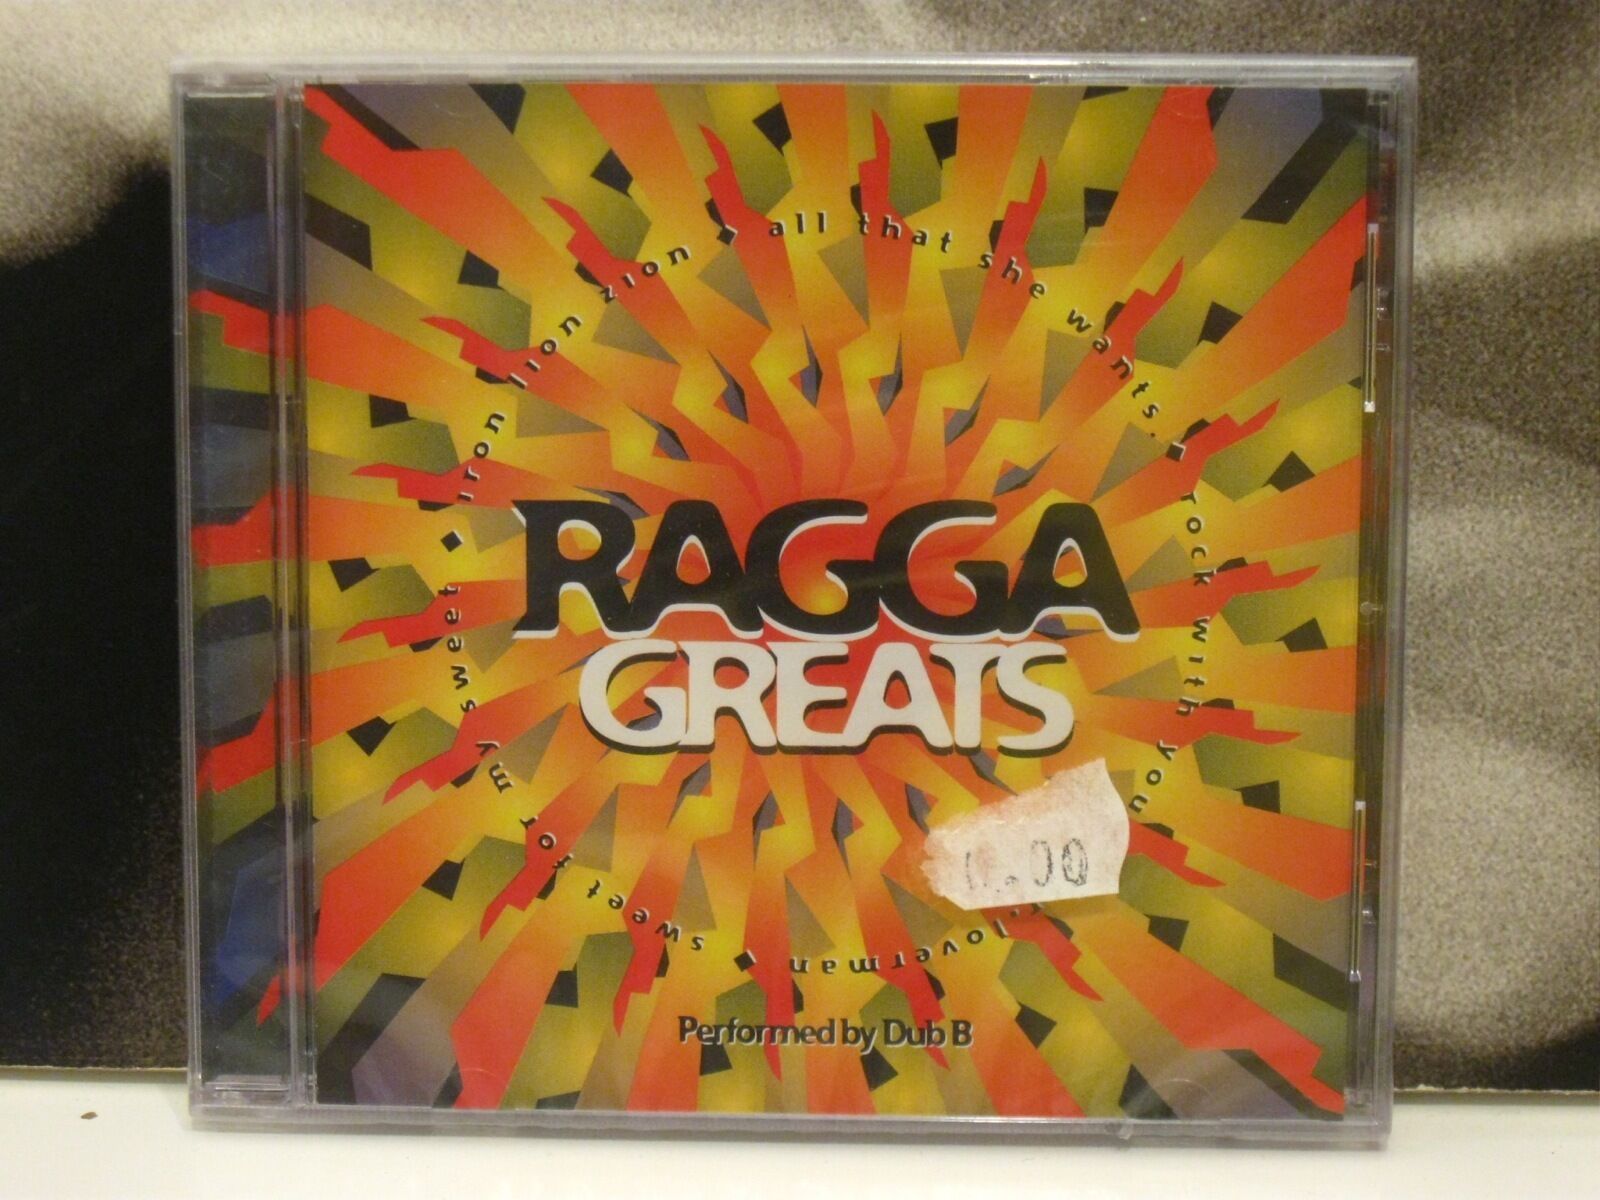 all that she wants.
rock with you
loverman
sweet for my sweet
iron lion zion
RAGGA
GREATS
.00
Performed by Dub B